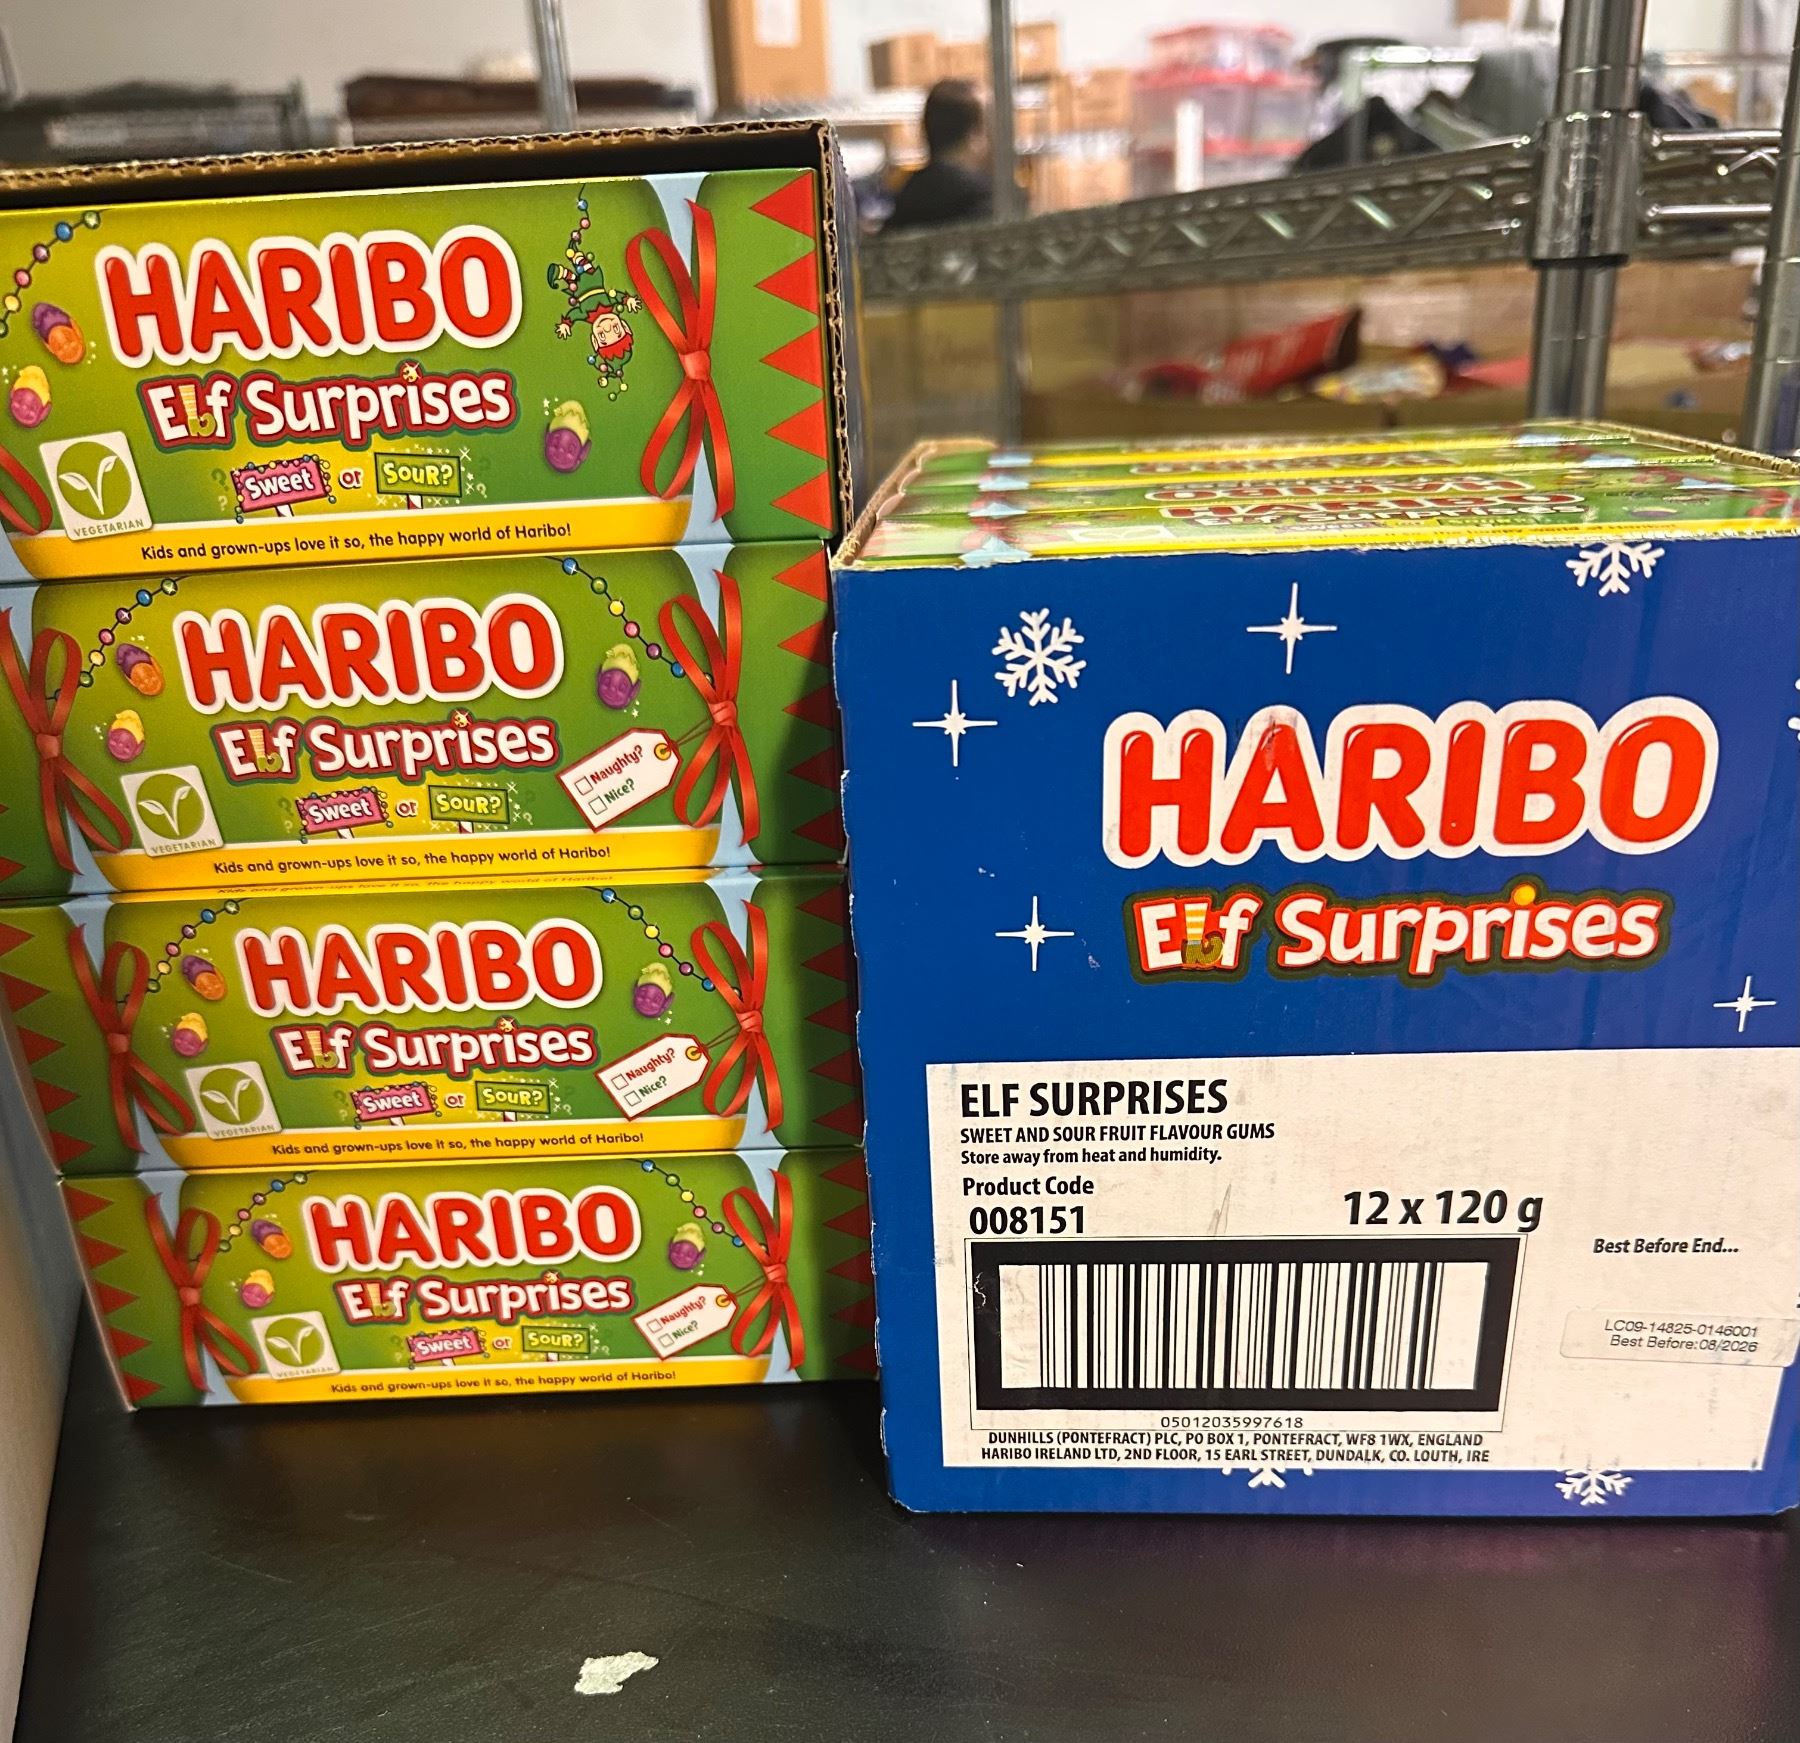 HARIBO
Elf Surprises
Sweet or Sour?
VEGETARIAN
Kids and grown-ups love it so, the happy world of Haribo!
HARIBO
Elf Surprises
Naughty?
Nice?
Sweet or Sour?
VEGETARIAN
Kids and grown-ups love it so, the happy world of Haribo!
HARIBO
Elf Surprises
Naughty?
Nice?
Sweet or Sour?
VEGETARIAN
Kids and grown-ups love it so, the happy world of Haribo!
HARIBO
Elf Surprises
Naughty?
Nice?
Sweet or Sour?
VEGETARIAN
Kids and grown-ups love it so, the happy world of Haribo!
HARIBO
Elf Surprises
HARIBO
Elf Surprises
ELF SURPRISES
SWEET AND SOUR FRUIT FLAVOUR GUMS
Store away from heat and humidity.
Product Code
008151
12 x 120 g
Best Before End...
LC09-14825-0146001
Best Before:08/2026
05012035997618
DUNHILLS (PONTEFRACT) PLC, PO BOX 1, PONTEFRACT, WF8 1WX, ENGLAND
HARIBO IRELAND LTD, 2ND FLOOR, 15 EARL STREET, DUNDALK, CO. LOUTH, IRE